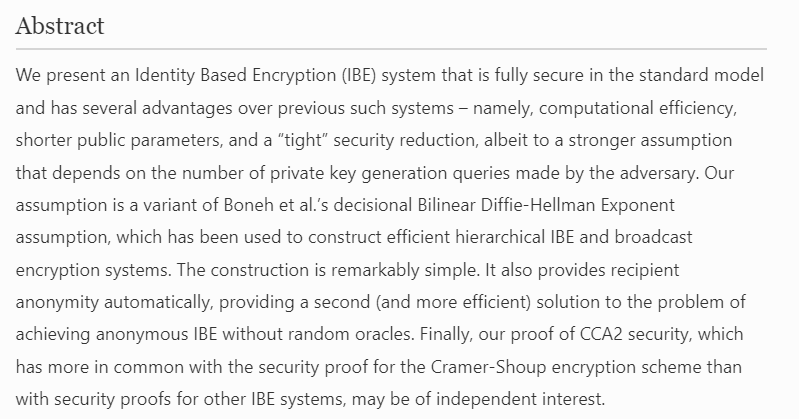 Abstract
We present an Identity Based Encryption (IBE) system that is fully secure in the standard model
and has several advantages over previous such systems – namely, computational efficiency,
shorter public parameters, and a “tight” security reduction, albeit to a stronger assumption
that depends on the number of private key generation queries made by the adversary. Our
assumption is a variant of Boneh et al.’s decisional Bilinear Diffie-Hellman Exponent
assumption, which has been used to construct efficient hierarchical IBE and broadcast
encryption systems. The construction is remarkably simple. It also provides recipient
anonymity automatically, providing a second (and more efficient) solution to the problem of
achieving anonymous IBE without random oracles. Finally, our proof of CCA2 security, which
has more in common with the security proof for the Cramer-Shoup encryption scheme than
with security proofs for other IBE systems, may be of independent interest.